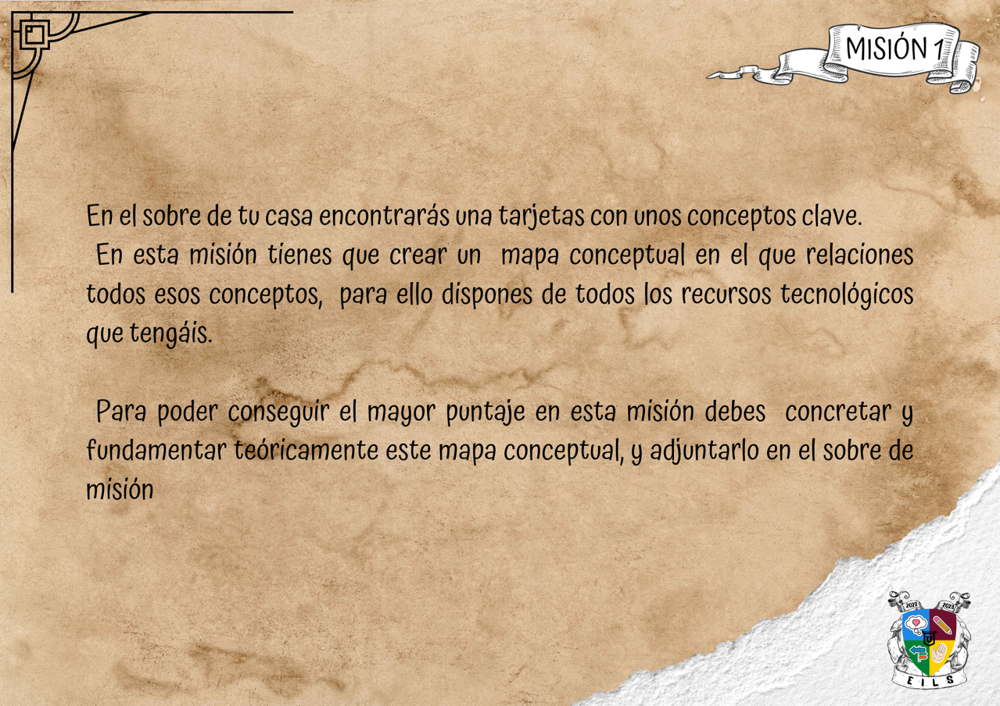 MISIÓN 1
En el sobre de tu casa encontrarás una tarjetas con unos conceptos clave.
En esta misión tienes que crear un mapa conceptual en el que relaciones
todos esos conceptos, para ello dispones de todos los recursos tecnológicos
que tengáis.
Para poder conseguir el mayor puntaje en esta misión debes concretar y
fundamentar teóricamente este mapa conceptual, y adjuntarlo en el sobre de
misión
2022 2023
EILS